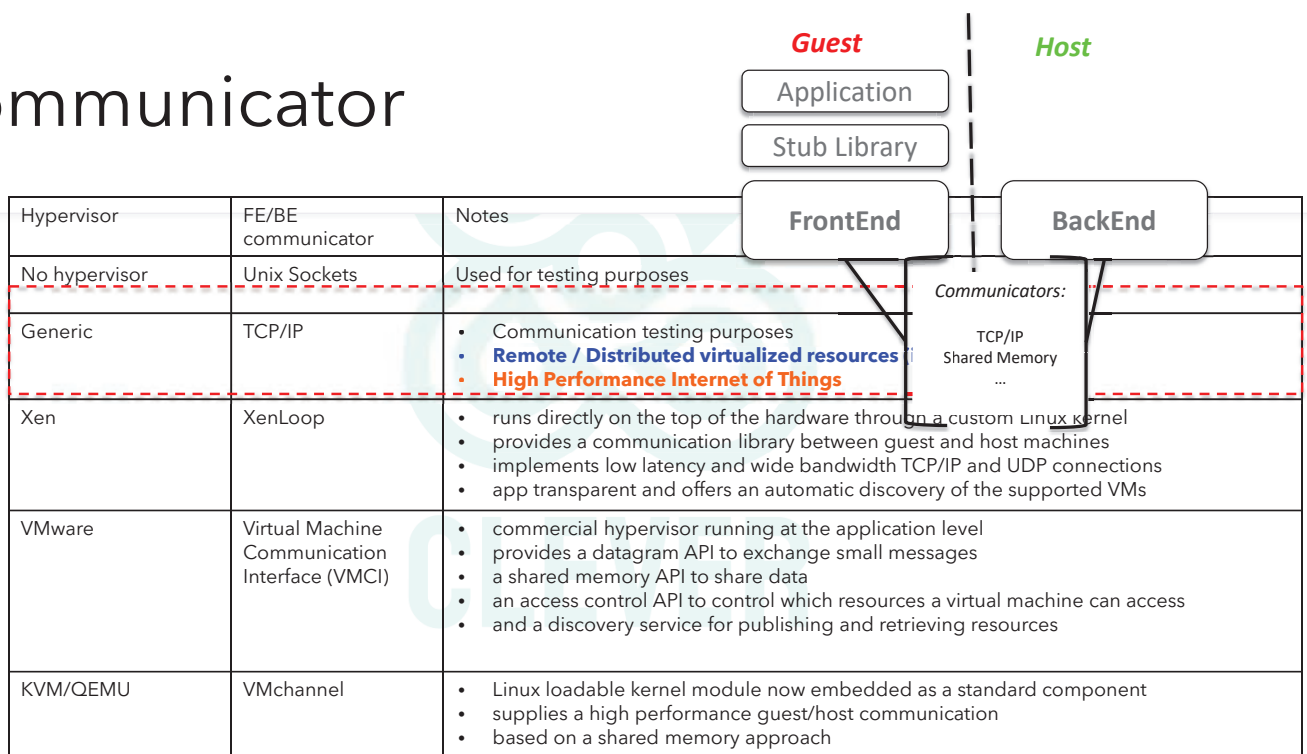 ommunicator
Guest
Host
Application
Stub Library
FrontEnd
BackEnd
Communicators:
TCP/IP
Shared Memory
...
Hypervisor
FE/BE
communicator
Notes
No hypervisor
Unix Sockets
Used for testing purposes
Generic
TCP/IP
• Communication testing purposes
• Remote / Distributed virtualized resources (
• High Performance Internet of Things
Xen
XenLoop
• runs directly on the top of the hardware through a custom Linux kernel
• provides a communication library between guest and host machines
• implements low latency and wide bandwidth TCP/IP and UDP connections
• app transparent and offers an automatic discovery of the supported VMs
VMware
Virtual Machine
Communication
Interface (VMCI)
• commercial hypervisor running at the application level
• provides a datagram API to exchange small messages
• a shared memory API to share data
• an access control API to control which resources a virtual machine can access
• and a discovery service for publishing and retrieving resources
KVM/QEMU
VMchannel
• Linux loadable kernel module now embedded as a standard component
• supplies a high performance guest/host communication
• based on a shared memory approach
CLEVER